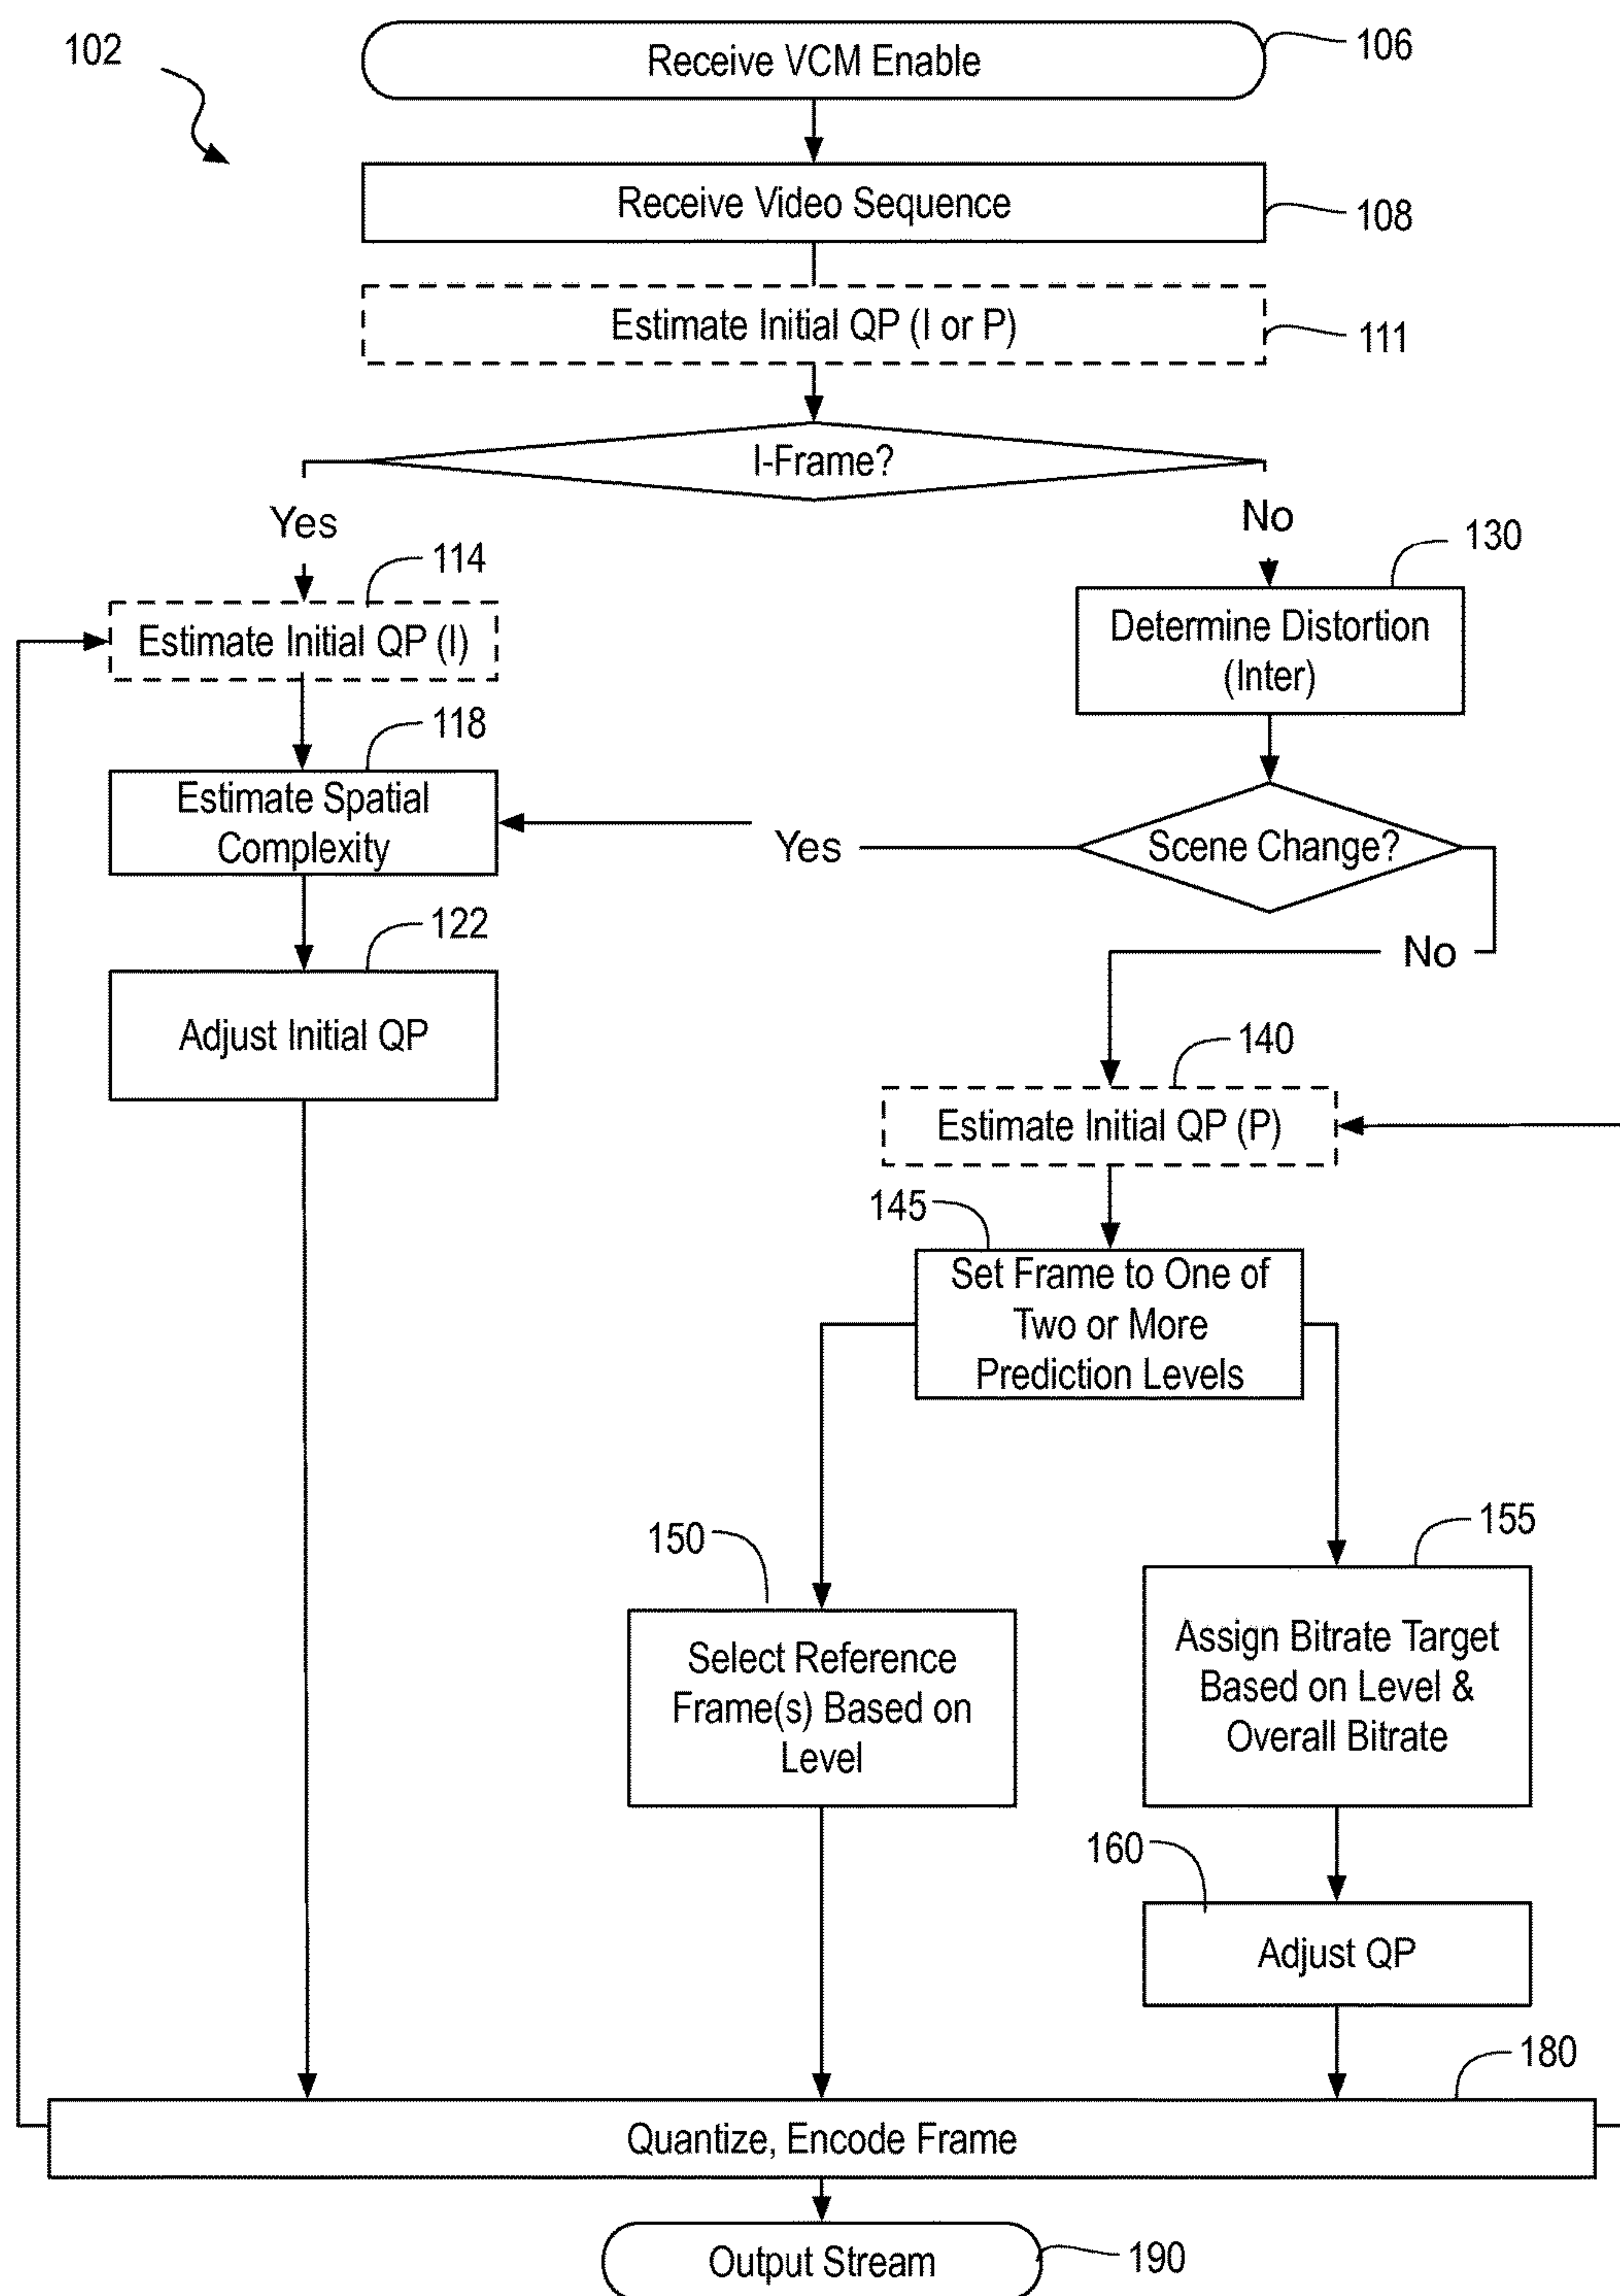 102
Receive VCM Enable
106
Receive Video Sequence
108
Estimate Initial QP (I or P)
111
I-Frame?
Yes
No
114
130
Estimate Initial QP (I)
Determine Distortion
(Inter)
118
Estimate Spatial
Complexity
Yes
Scene Change?
122
No
Adjust Initial QP
140
Estimate Initial QP (P)
145
Set Frame to One of
Two or More
Prediction Levels
150
155
Select Reference
Frame(s) Based on
Level
Assign Bitrate Target
Based on Level &
Overall Bitrate
160
Adjust QP
180
Quantize, Encode Frame
Output Stream
190